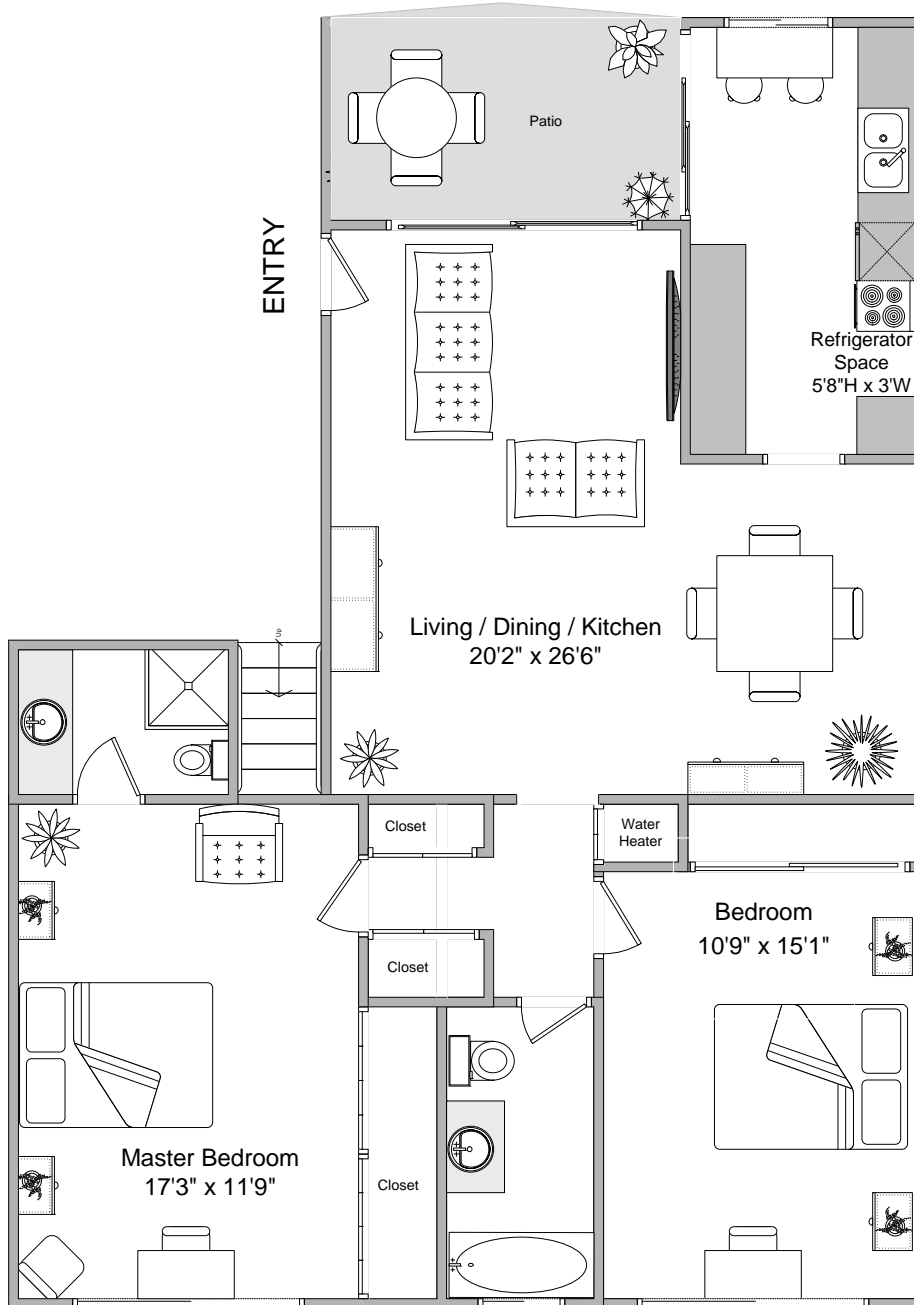 Patio
ENTRY
Refrigerator
Space
5'8"H x 3'W
Living / Dining / Kitchen
20'2" x 26'6"
Up
Closet
Water
Heater
Bedroom
10'9" x 15'1"
Closet
Master Bedroom
17'3" x 11'9"
Closet